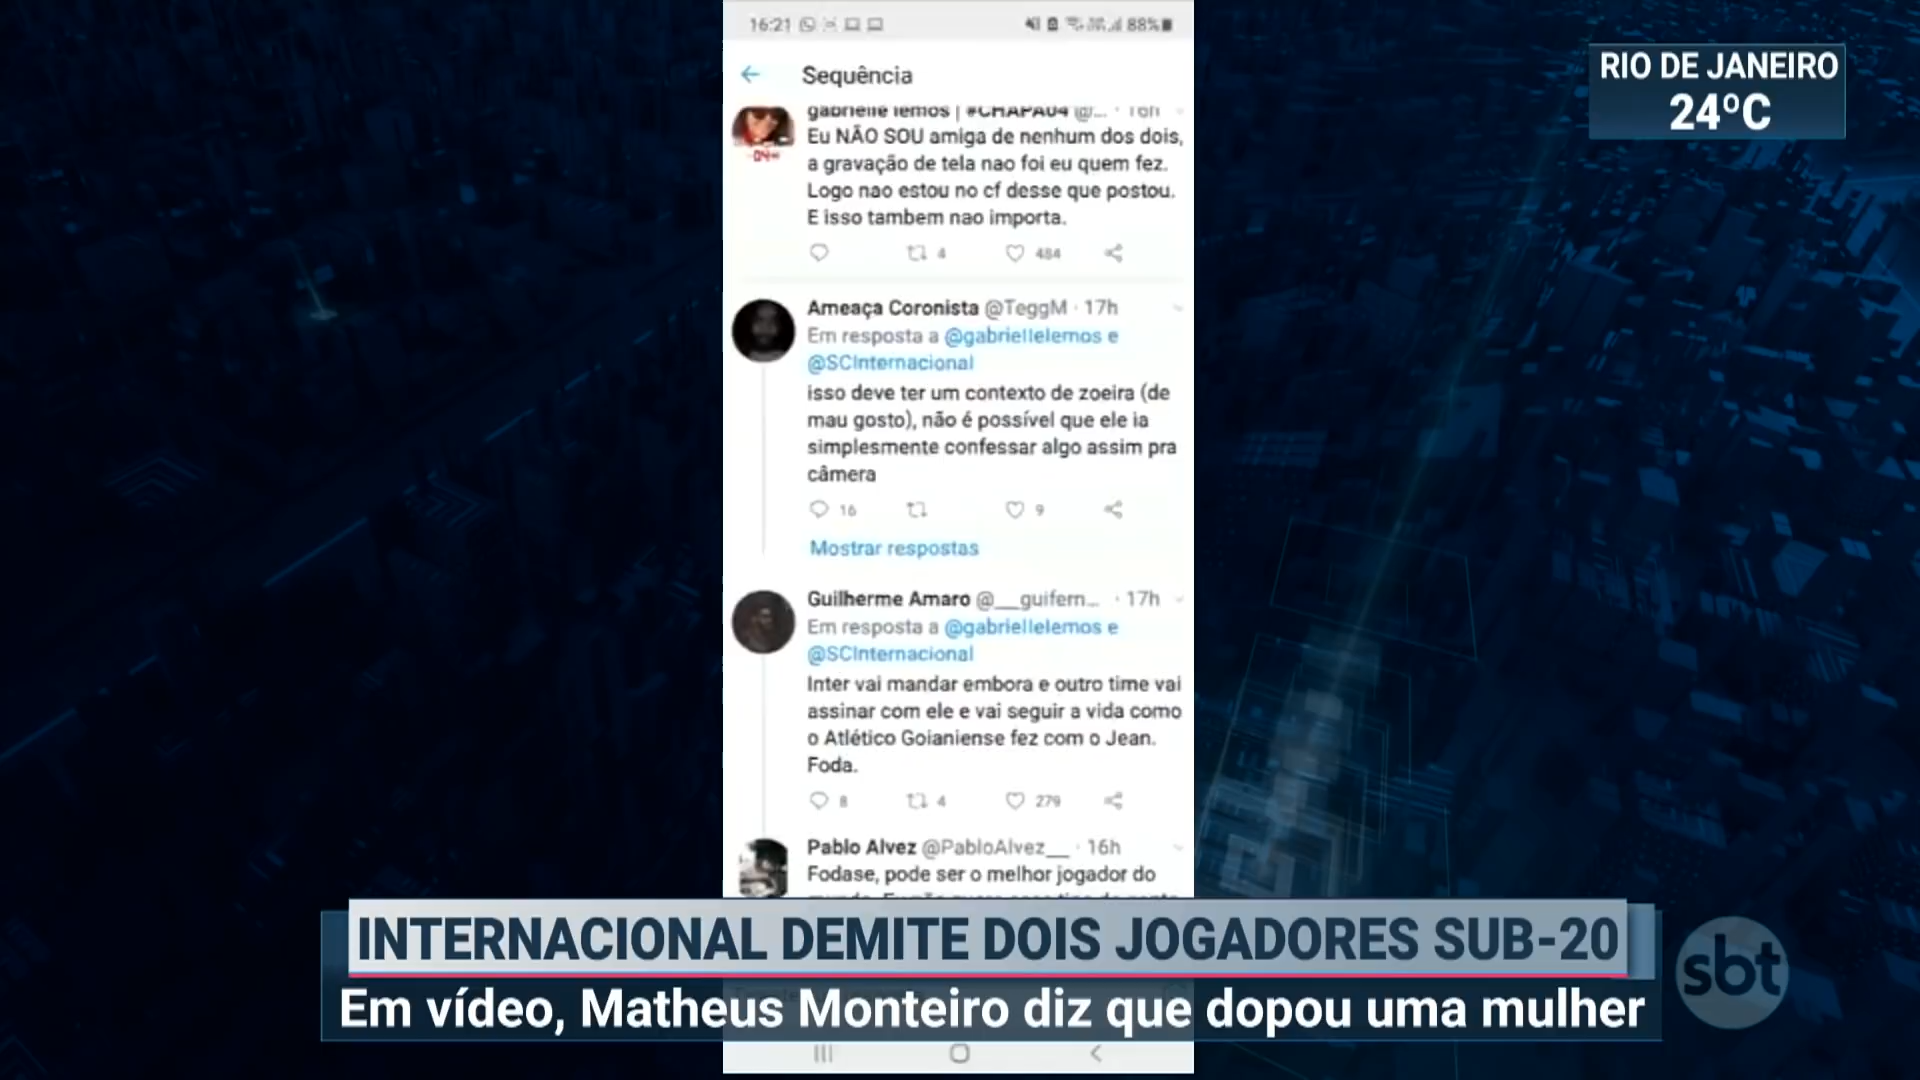 16:21
88%
RIO DE JANEIRO
24ºC
Sequência
gabrielle lemos | #CHAPA04 @... · 16h
Eu NÃO SOU amiga de nenhum dos dois,
a gravação de tela nao foi eu quem fez.
Logo nao estou no cf desse que postou.
E isso tambem nao importa.
4
484
Ameaça Coronista @TeggM · 17h
Em resposta a @gabriellelemos e
@SCInternacional
isso deve ter um contexto de zoeira (de
mau gosto), não é possível que ele ia
simplesmente confessar algo assim pra
câmera
16
9
Mostrar respostas
Guilherme Amaro @__guifern... · 17h
Em resposta a @gabriellelemos e
@SCInternacional
Inter vai mandar embora e outro time vai
assinar com ele e vai seguir a vida como
o Atlético Goianiense fez com o Jean.
Foda.
8
4
279
Pablo Alvez @PabloAlvez__ · 16h
Fodase, pode ser o melhor jogador do
INTERNACIONAL DEMITE DOIS JOGADORES SUB-20
Em vídeo, Matheus Monteiro diz que dopou uma mulher
sbt